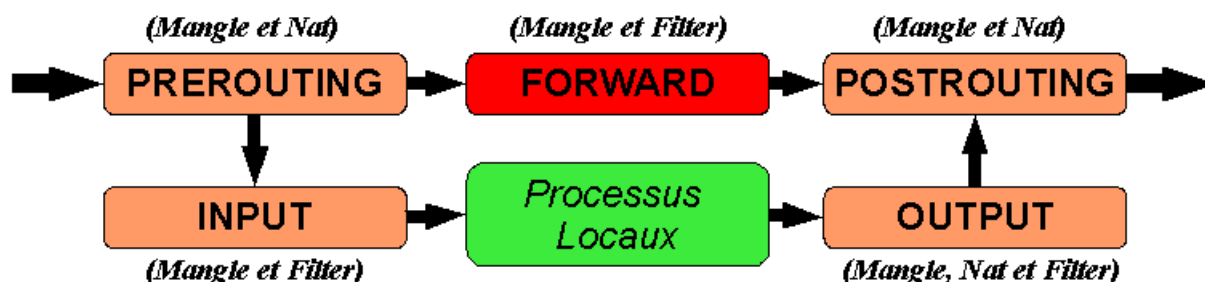 (Mangle et Nat)
(Mangle et Filter)
(Mangle et Nat)
PREROUTING
FORWARD
POSTROUTING
INPUT
Processus
Locaux
OUTPUT
(Mangle et Filter)
(Mangle, Nat et Filter)